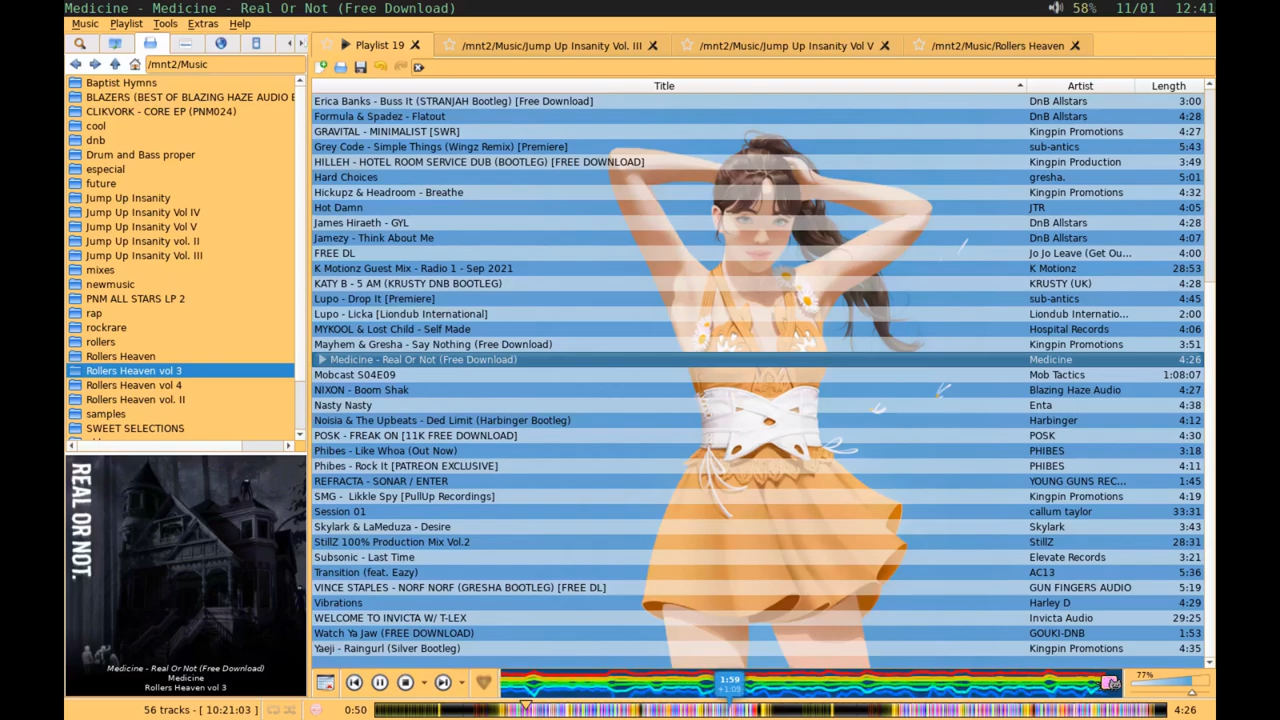 Medicine - Medicine - Real Or Not (Free Download) 58% 11/01 12:41
Music Playlist Tools Extras Help
Playlist 19 /mnt2/Music/Jump Up Insanity Vol. III /mnt2/Music/Jump Up Insanity Vol V /mnt2/Music/Rollers Heaven
/mnt2/Music
Baptist Hymns
BLAZERS (BEST OF BLAZING HAZE AUDIO E
CLIKVORK - CORE EP (PNM024)
cool
dnb
Drum and Bass proper
especial
future
Jump Up Insanity
Jump Up Insanity Vol IV
Jump Up Insanity Vol V
Jump Up Insanity vol. II
Jump Up Insanity Vol. III
mixes
newmusic
PNM ALL STARS LP 2
rap
rockrare
rollers
Rollers Heaven
Rollers Heaven vol 3
Rollers Heaven vol 4
Rollers Heaven vol. II
samples
SWEET SELECTIONS
REAL OR NOT.
Medicine - Real Or Not (Free Download)
Medicine
Rollers Heaven vol 3
Title Artist Length
Erica Banks - Buss It (STRANJAH Bootleg) [Free Download] DnB Allstars 3:00
Formula & Spadez - Flatout DnB Allstars 4:28
GRAVITAL - MINIMALIST [SWR] Kingpin Promotions 4:27
Grey Code - Simple Things (Wingz Remix) [Premiere] sub-antics 5:43
HILLEH - HOTEL ROOM SERVICE DUB (BOOTLEG) [FREE DOWNLOAD] Kingpin Production 3:49
Hard Choices gresha. 5:01
Hickupz & Headroom - Breathe Kingpin Promotions 4:32
Hot Damn JTR 4:05
James Hiraeth - GYL DnB Allstars 4:28
Jamezy - Think About Me DnB Allstars 4:07
FREE DL Jo Jo Leave (Get Ou... 4:00
K Motionz Guest Mix - Radio 1 - Sep 2021 K Motionz 28:53
KATY B - 5 AM (KRUSTY DNB BOOTLEG) KRUSTY (UK) 4:28
Lupo - Drop It [Premiere] sub-antics 4:45
Lupo - Licka [Liondub International] Liondub Internatio... 2:00
MYKOOL & Lost Child - Self Made Hospital Records 4:06
Mayhem & Gresha - Say Nothing (Free Download) Kingpin Promotions 3:51
Medicine - Real Or Not (Free Download) Medicine 4:26
Mobcast S04E09 Mob Tactics 1:08:07
NIXON - Boom Shak Blazing Haze Audio 4:27
Nasty Nasty Enta 4:38
Noisia & The Upbeats - Ded Limit (Harbinger Bootleg) Harbinger 4:12
POSK - FREAK ON [11K FREE DOWNLOAD] POSK 4:30
Phibes - Like Whoa (Out Now) PHIBES 3:18
Phibes - Rock It [PATREON EXCLUSIVE] PHIBES 4:11
REFRACTA - SONAR / ENTER YOUNG GUNS REC... 1:45
SMG - Likkle Spy [PullUp Recordings] Kingpin Promotions 4:19
Session 01 callum taylor 33:31
Skylark & LaMeduza - Desire Skylark 3:43
StillZ 100% Production Mix Vol.2 StillZ 28:31
Subsonic - Last Time Elevate Records 3:21
Transition (feat. Eazy) AC13 5:36
VINCE STAPLES - NORF NORF (GRESHA BOOTLEG) [FREE DL] GUN FINGERS AUDIO 5:19
Vibrations Harley D 4:29
WELCOME TO INVICTA W/ T-LEX Invicta Audio 29:25
Watch Ya Jaw (FREE DOWNLOAD) GOUKI-DNB 1:53
Yaeji - Raingurl (Silver Bootleg) Kingpin Promotions 4:35
1:59
+1:09
77%
56 tracks - [ 10:21:03 ] 0:50 4:26